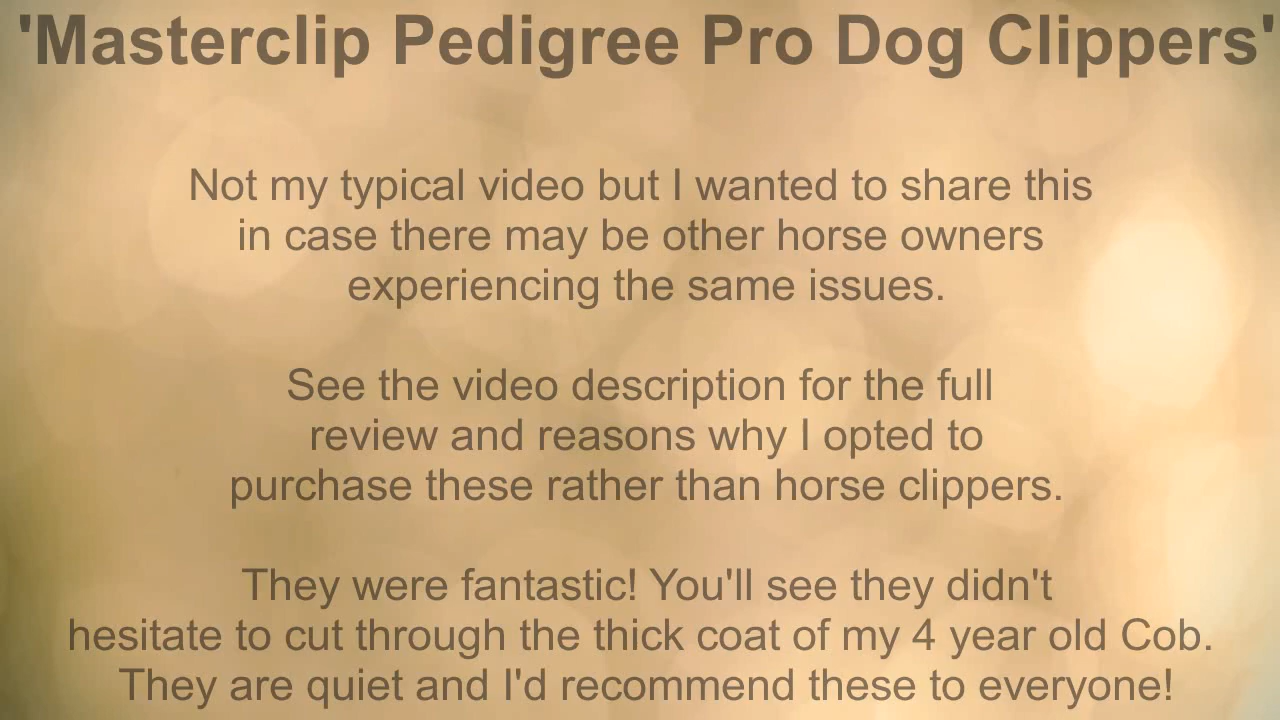 'Masterclip Pedigree Pro Dog Clippers'
Not my typical video but I wanted to share this
in case there may be other horse owners
experiencing the same issues.
See the video description for the full
review and reasons why I opted to
purchase these rather than horse clippers.
They were fantastic! You'll see they didn't
hesitate to cut through the thick coat of my 4 year old Cob.
They are quiet and I'd recommend these to everyone!